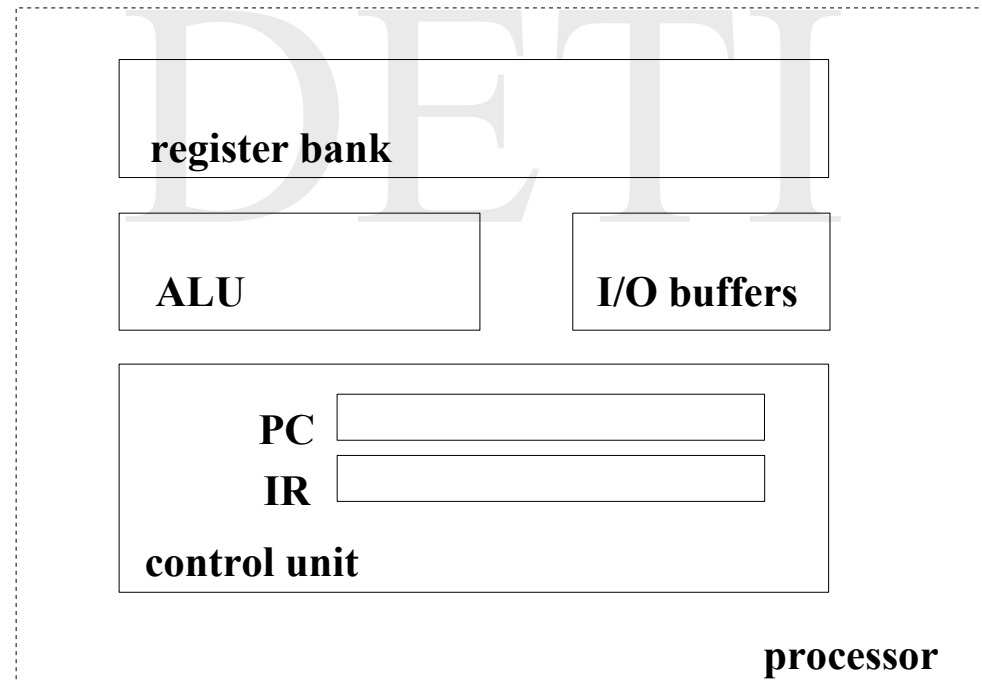 DETI
register bank
ALU
I/O buffers
PC
IR
control unit
processor